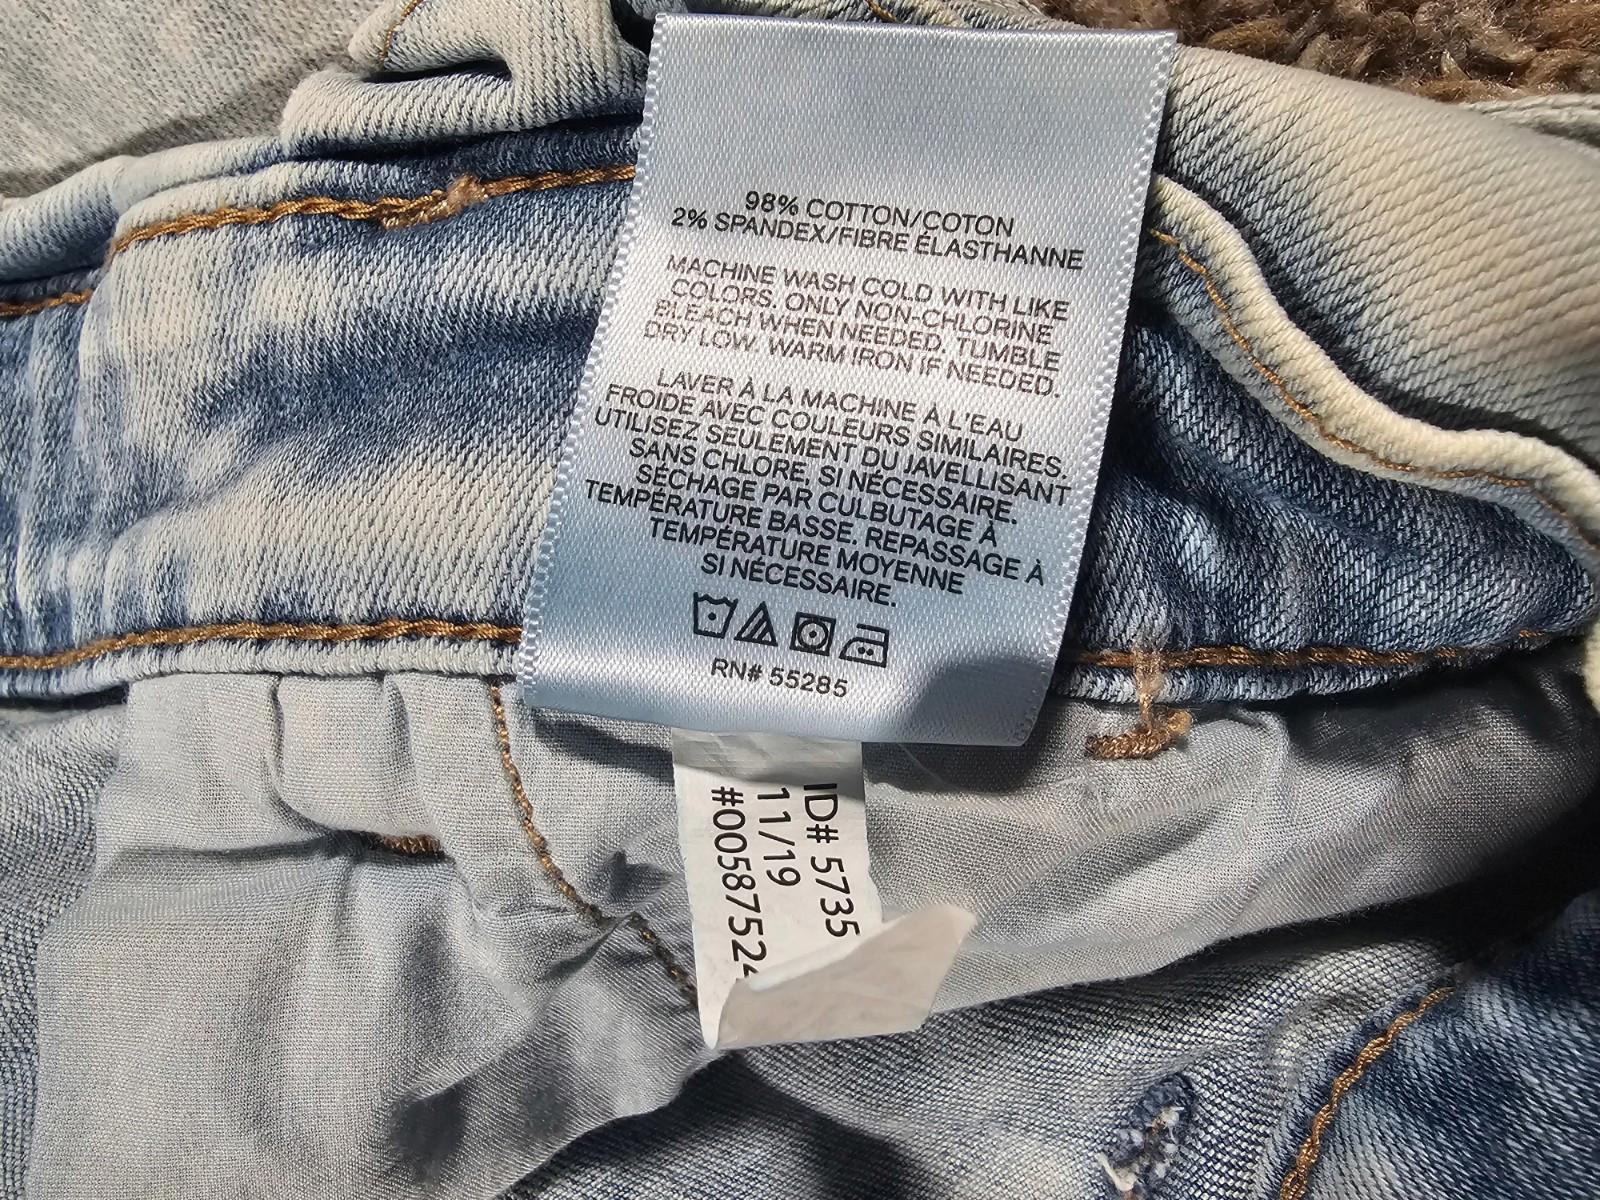 98% COTTON/COTON
2% SPANDEX/FIBRE ÉLASTHANNE
MACHINE WASH COLD WITH LIKE
COLORS. ONLY NON-CHLORINE
BLEACH WHEN NEEDED. TUMBLE
DRY LOW. WARM IRON IF NEEDED.
LAVER À LA MACHINE À L'EAU
FROIDE AVEC COULEURS SIMILAIRES.
UTILISEZ SEULEMENT DU JAVELLISANT
SANS CHLORE, SI NÉCESSAIRE.
SÉCHAGE PAR CULBUTAGE À
TEMPÉRATURE BASSE. REPASSAGE À
TEMPÉRATURE MOYENNE
SI NÉCESSAIRE.
RN# 55285
ID# 5735
11/19
#00587524